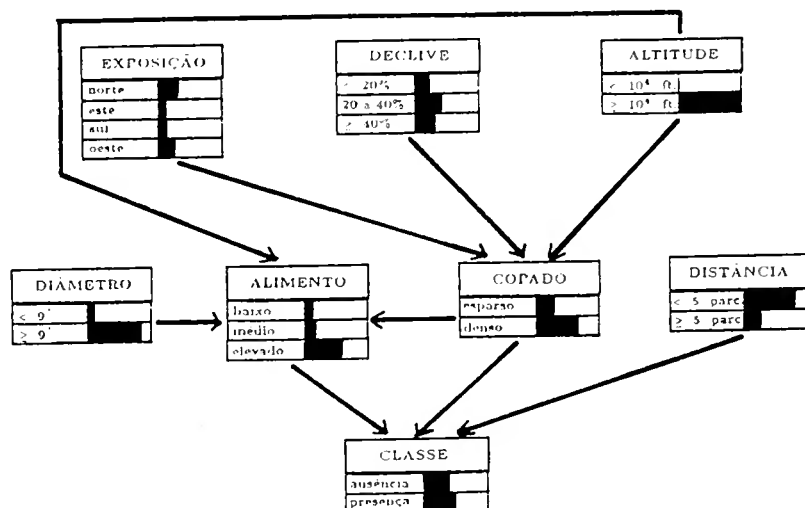 EXPOSIÇÃO
norte
este
sul
oeste
DECLIVE
< 20%
20 a 40%
≥ 40%
ALTITUDE
< 10⁴ ft.
≥ 10⁴ ft.
DIÂMETRO
< 9'
≥ 9'
ALIMENTO
baixo
médio
elevado
COPADO
esparso
denso
DISTÂNCIA
< 5 parc.
≥ 5 parc
CLASSE
ausência
presença